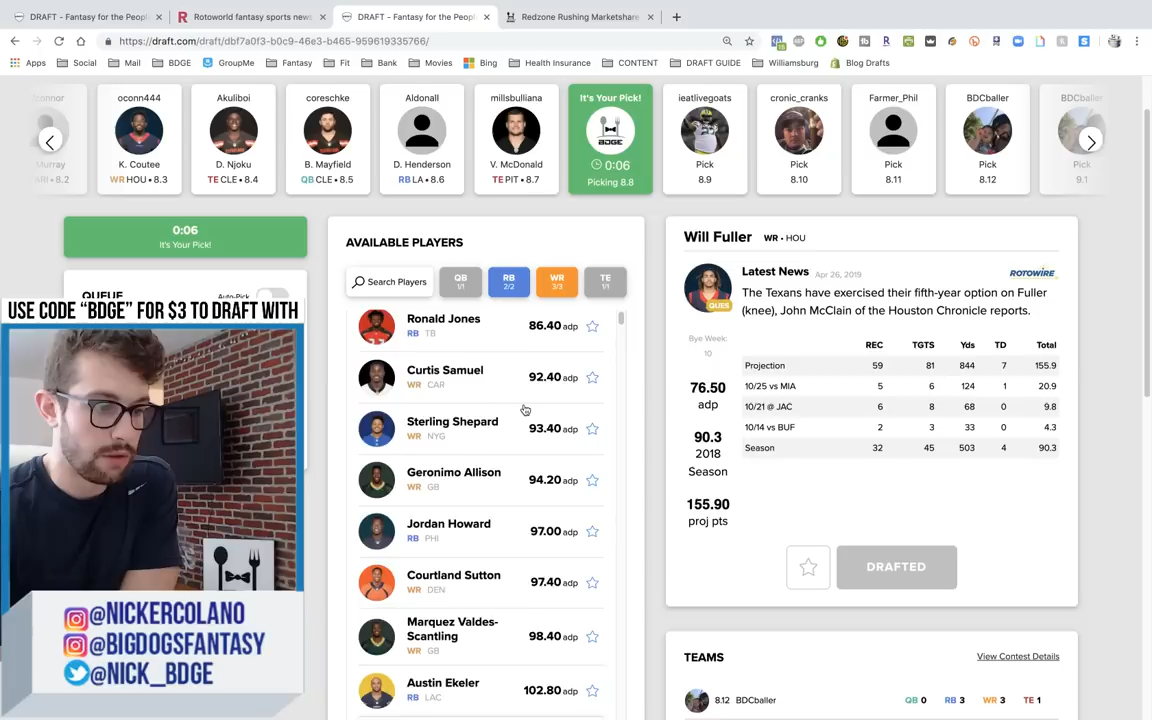 DRAFT - Fantasy for the Peopl
Rotoworld fantasy sports news
DRAFT - Fantasy for the Peopl
Redzone Rushing Marketshare
https://draft.com/draft/dbf7a0f3-b0c9-46e3-b465-959619335766/
Apps
Social
Mail
BDGE
GroupMe
Fantasy
Fit
Bank
Movies
Bing
Health Insurance
CONTENT
DRAFT GUIDE
Williamsburg
Blog Drafts
connor
Murray
ARI • 8.2
oconn444
K. Coutee
WR HOU • 8.3
Akuliboi
D. Njoku
TE CLE • 8.4
coreschke
B. Mayfield
QB CLE • 8.5
Aldonall
D. Henderson
RB LA • 8.6
millsbulliana
V. McDonald
TE PIT • 8.7
It's Your Pick!
BDGE
0:06
Picking 8.8
ieatlivegoats
Pick
8.9
cronic_cranks
Pick
8.10
Farmer_Phil
Pick
8.11
BDCballer
Pick
8.12
BDCballer
Pick
9.1
0:06
It's Your Pick!
QUEUE
Auto-Pick
USE CODE "BDGE" FOR $3 TO DRAFT WITH
@NICKERCOLANO
@BIGDOGSFANTASY
@NICK_BDGE
AVAILABLE PLAYERS
Search Players
QB
1/1
RB
2/2
WR
3/3
TE
1/1
Ronald Jones
RB TB
86.40 adp
Curtis Samuel
WR CAR
92.40 adp
Sterling Shepard
WR NYG
93.40 adp
Geronimo Allison
WR GB
94.20 adp
Jordan Howard
RB PHI
97.00 adp
Courtland Sutton
WR DEN
97.40 adp
Marquez Valdes-
Scantling
WR GB
98.40 adp
Austin Ekeler
RB LAC
102.80 adp
Will Fuller WR • HOU
QUES
Latest News Apr 26, 2019
ROTOWIRE
The Texans have exercised their fifth-year option on Fuller
(knee), John McClain of the Houston Chronicle reports.
Bye Week:
10
76.50
adp
90.3
2018
Season
155.90
proj pts
REC TGTS Yds TD Total
Projection 59 81 844 7 155.9
10/25 vs MIA 5 6 124 1 20.9
10/21 @ JAC 6 8 68 0 9.8
10/14 vs BUF 2 3 33 0 4.3
Season 32 45 503 4 90.3
DRAFTED
TEAMS
View Contest Details
8.12 BDCballer QB 0 RB 3 WR 3 TE 1